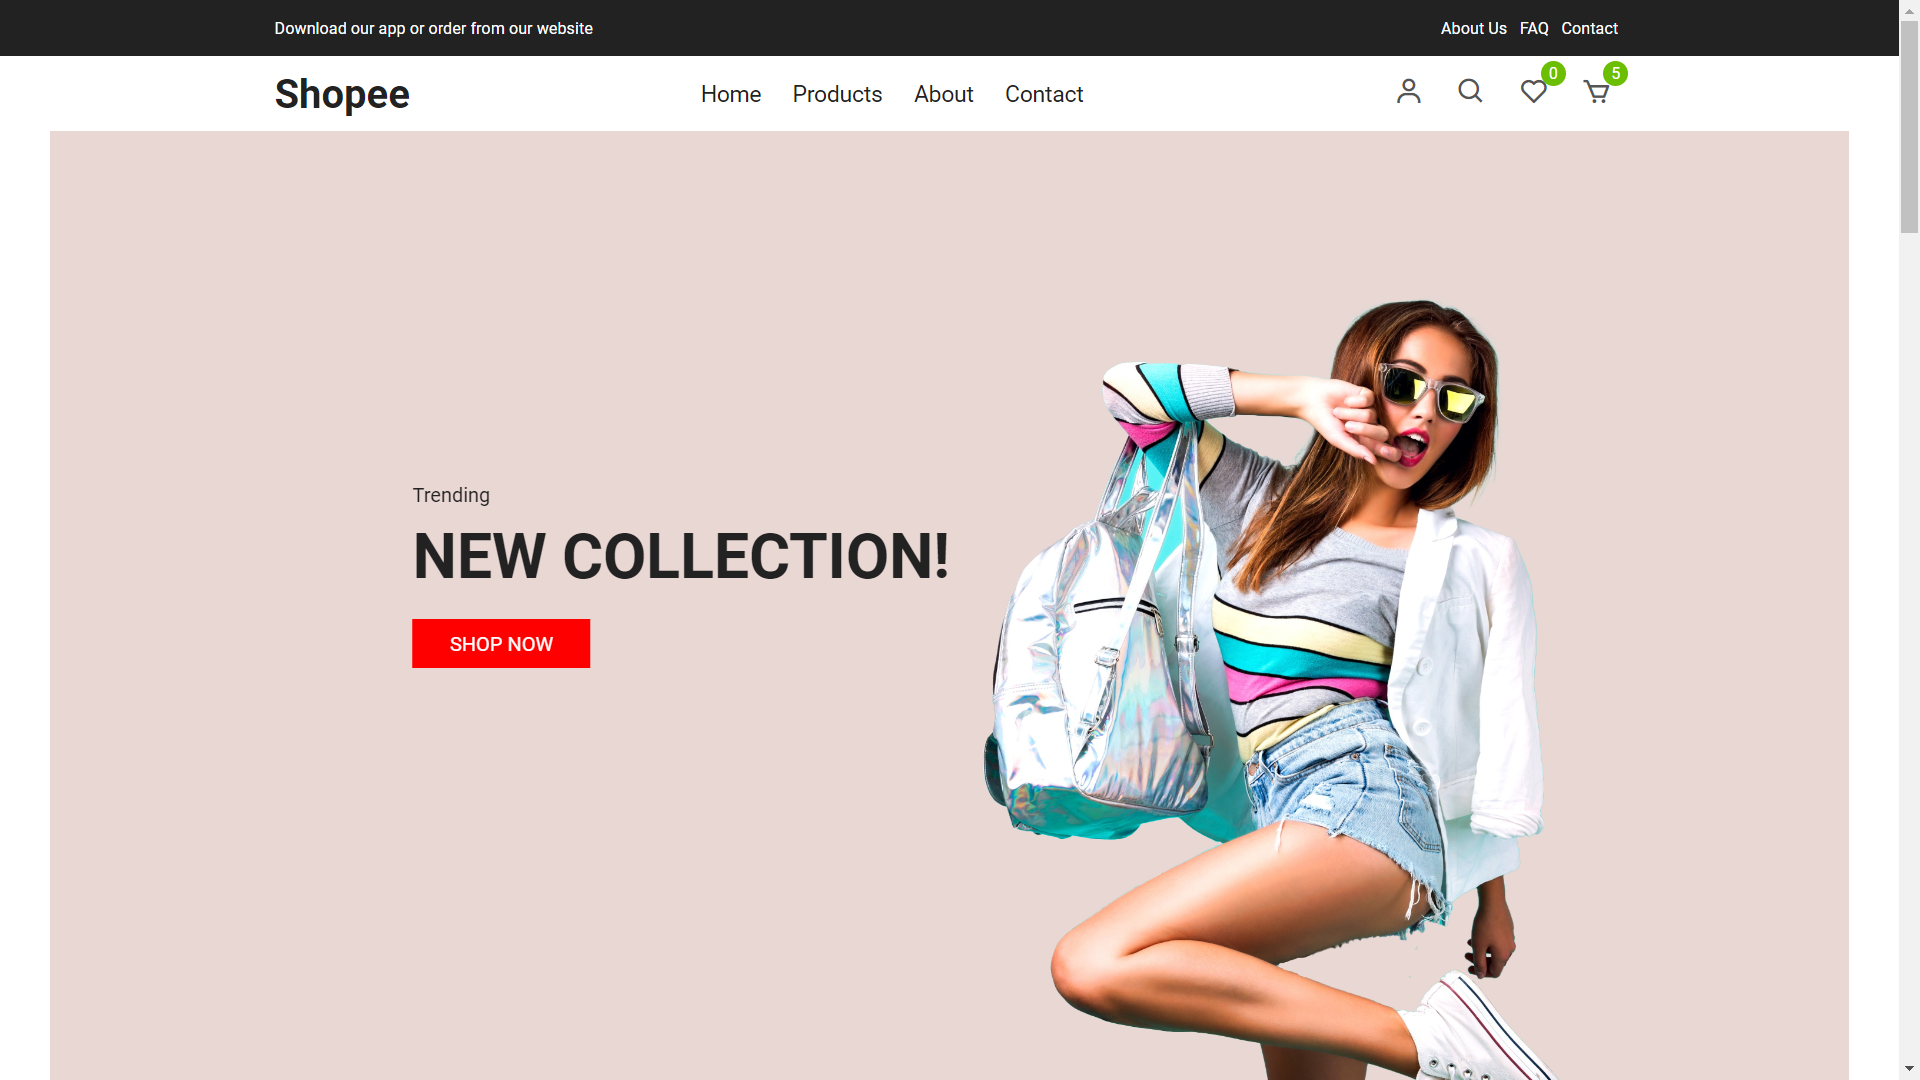 Download our app or order from our website
About Us FAQ Contact
Shopee
Home Products About Contact
0
5
Trending
NEW COLLECTION!
SHOP NOW